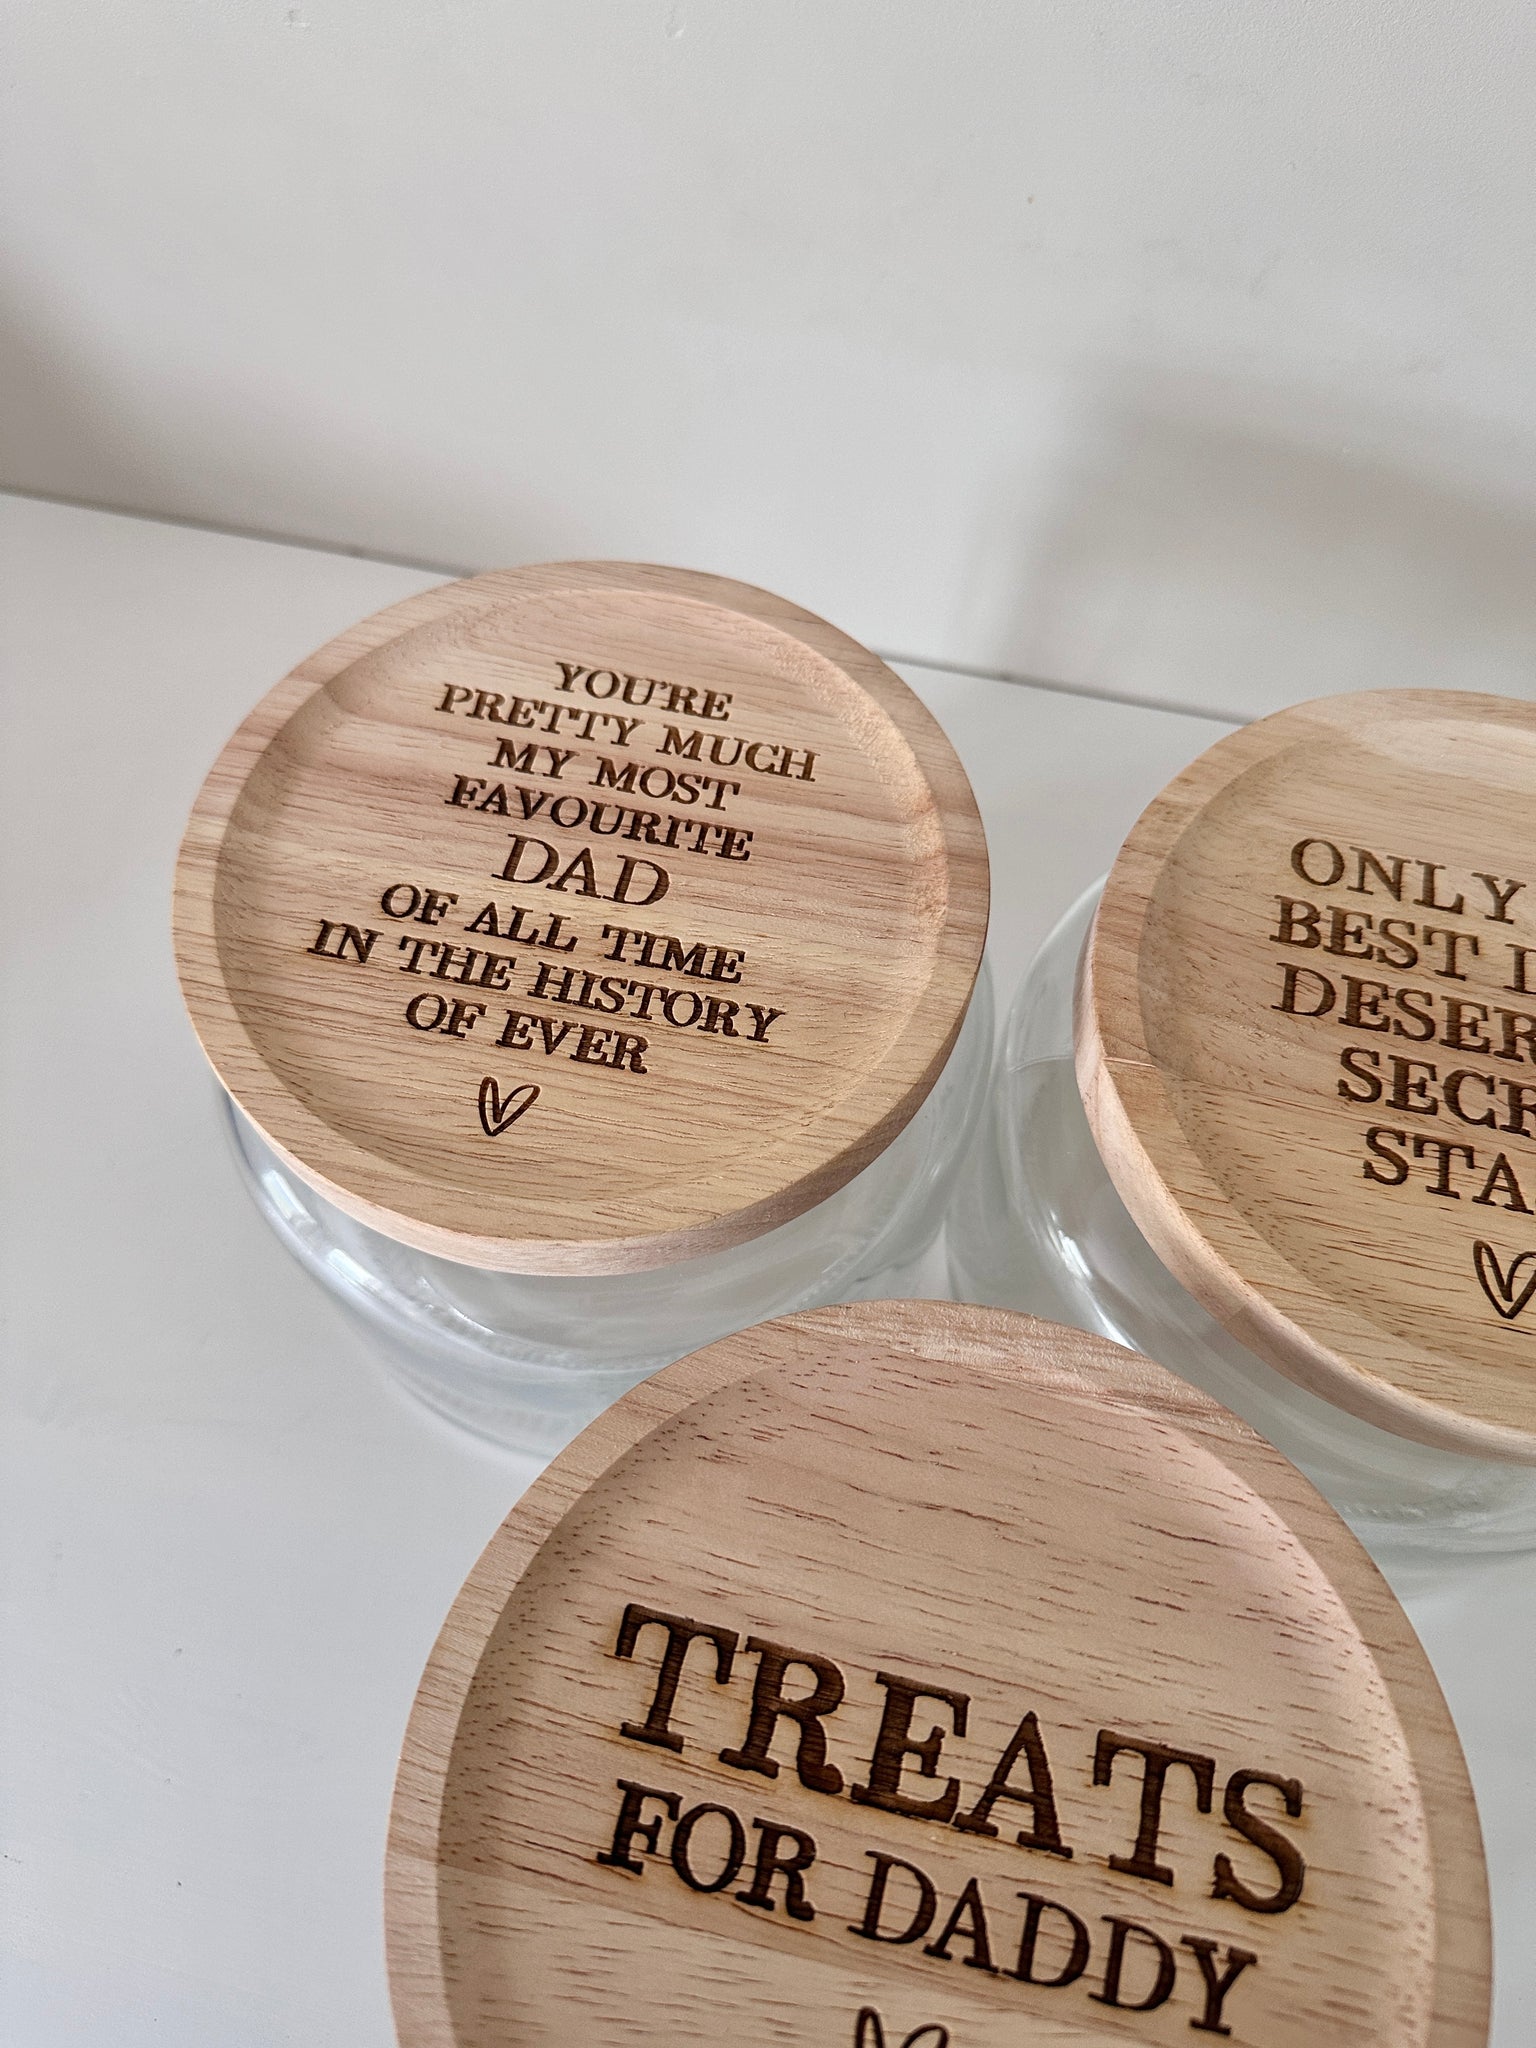 YOU'RE
PRETTY MUCH
MY MOST
FAVOURITE
DAD
OF ALL TIME
IN THE HISTORY
OF EVER
ONLY
BEST
TREATS
FOR DADDY